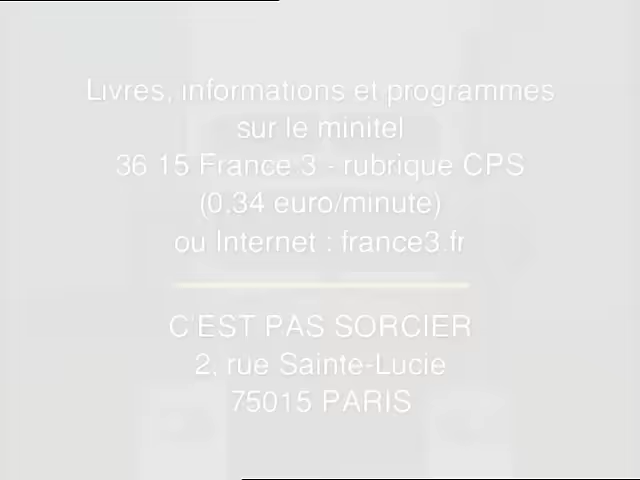 Livres, informations et programmes
sur le minitel
36 15 France 3 - rubrique CPS
(0,34 euro/minute)
ou Internet : france3.fr
C'EST PAS SORCIER
2, rue Sainte-Lucie
75015 PARIS